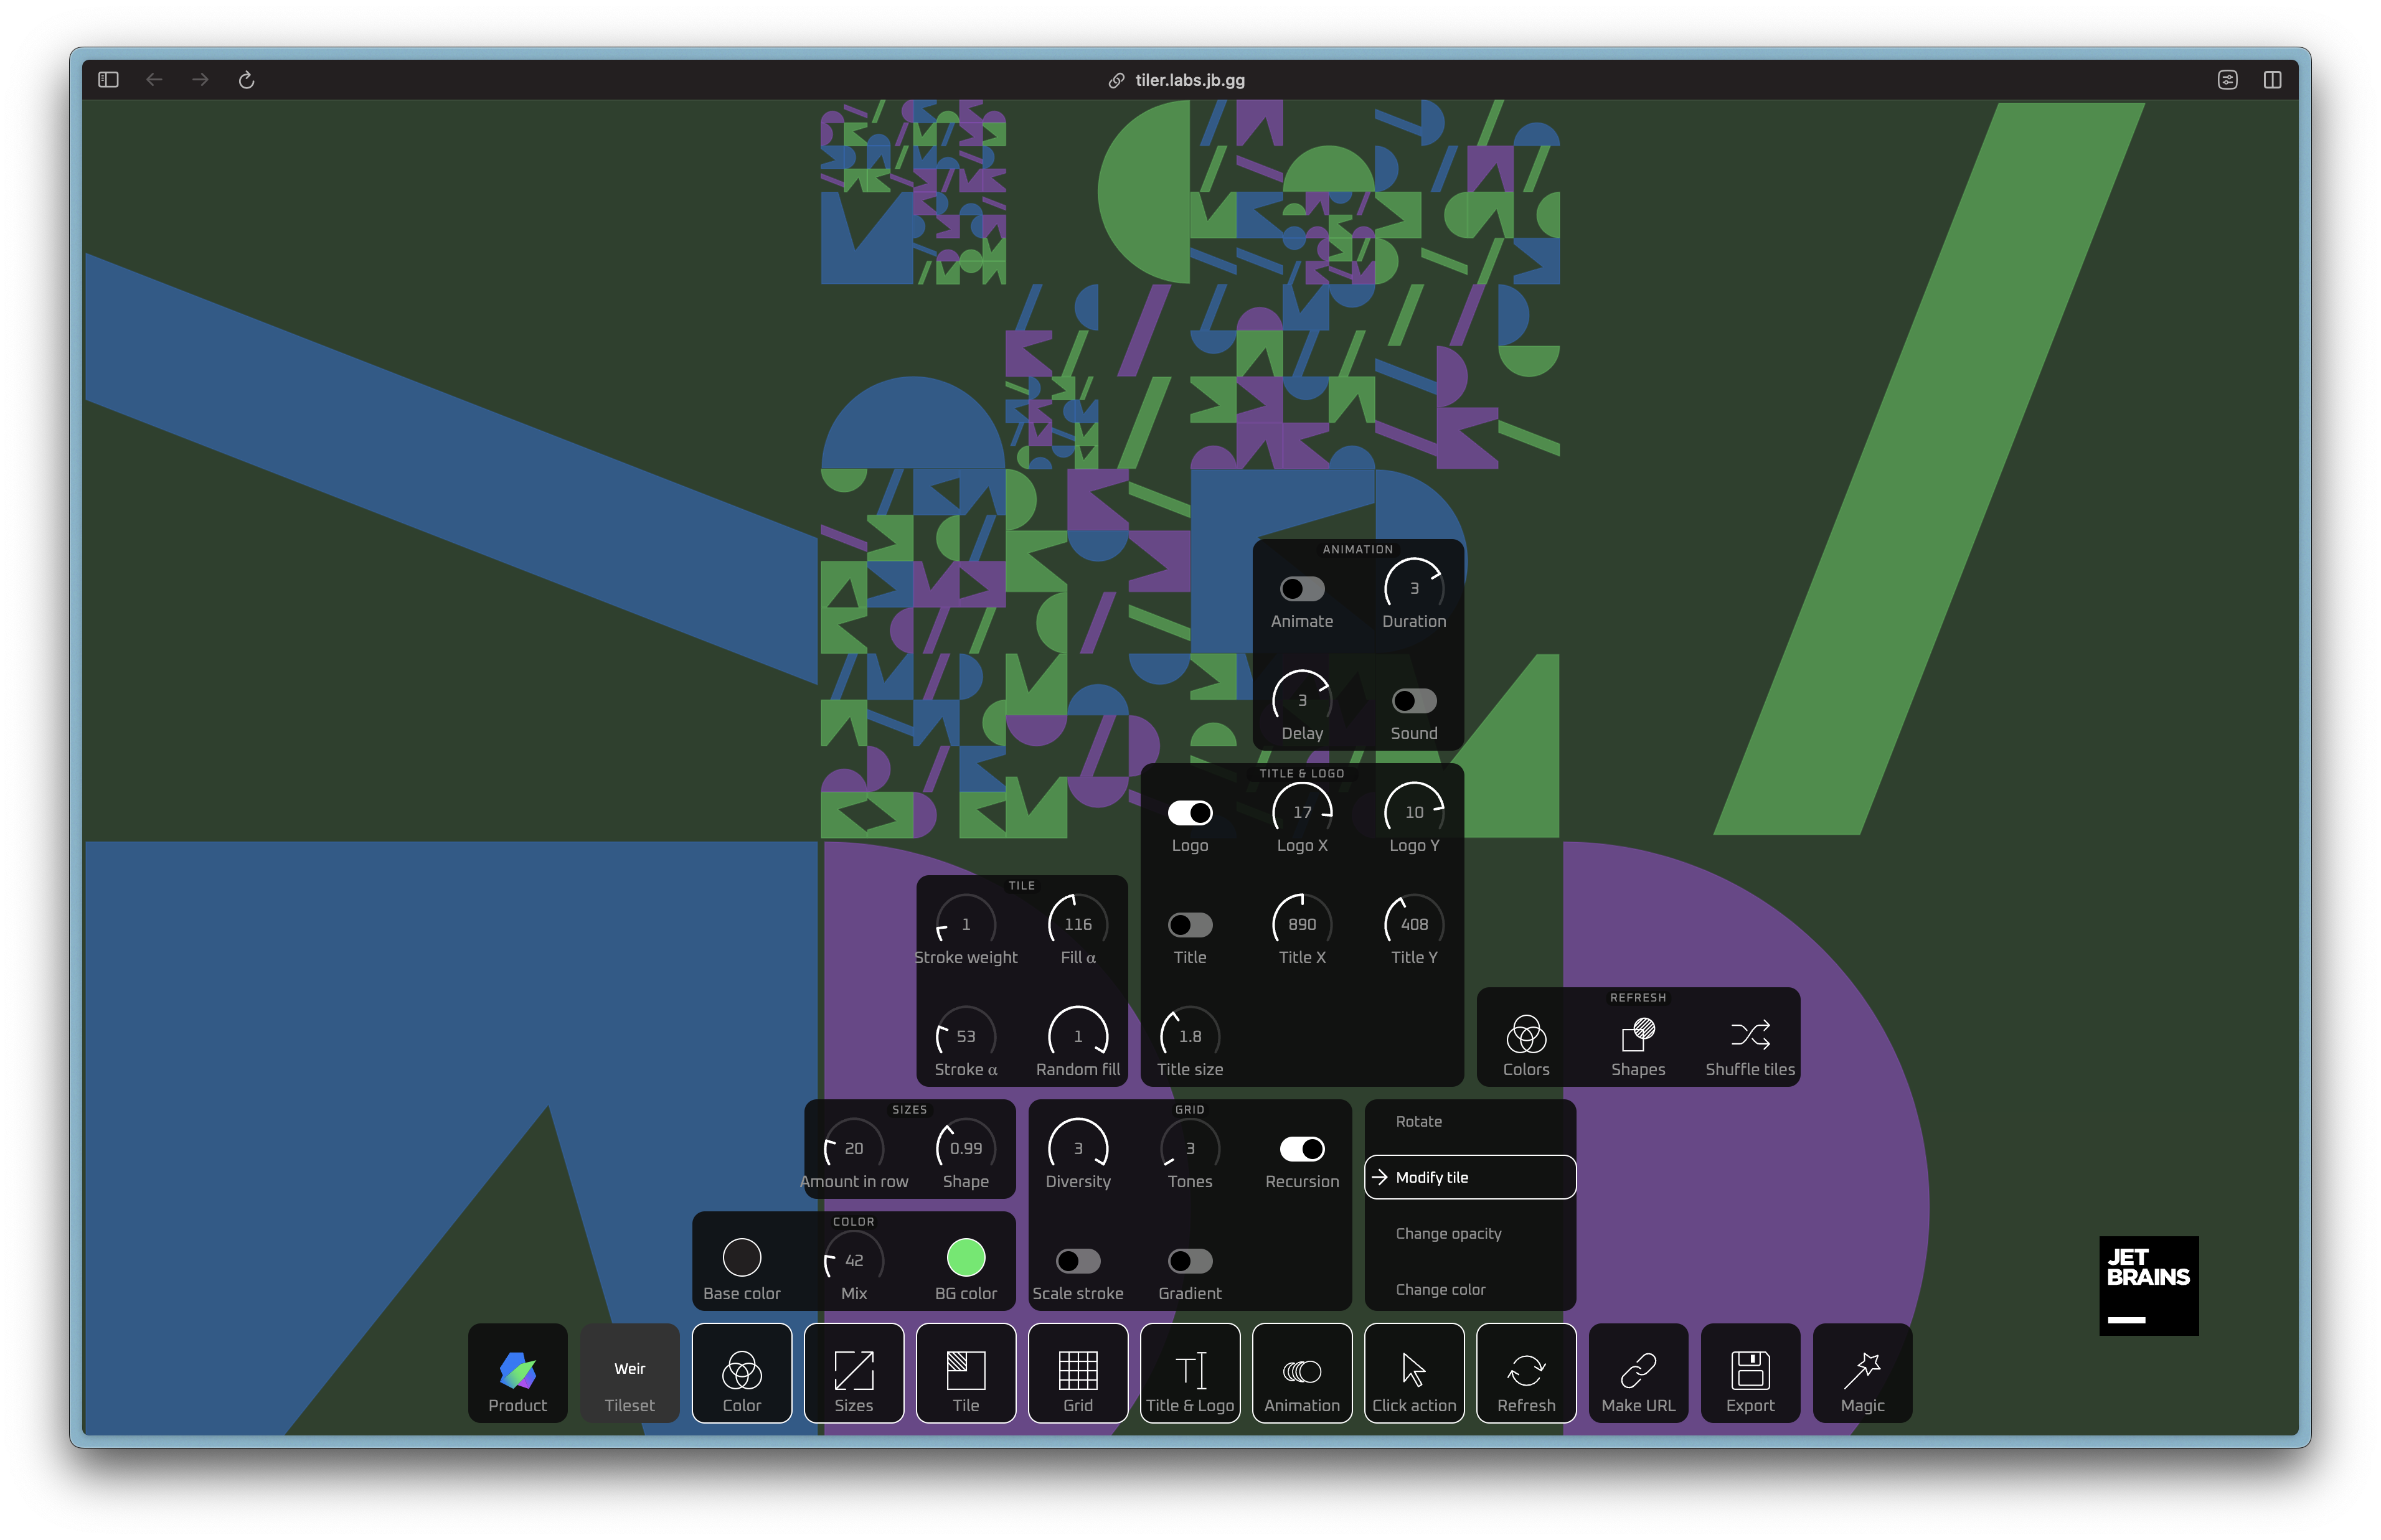 tiler.labs.jb.gg
ANIMATION
3
Animate
Duration
3
Delay
Sound
TITLE & LOGO
17
10
Logo
Logo X
Logo Y
890
408
Title
Title X
Title Y
1.8
Title size
TILE
1
116
Stroke weight
Fill α
53
1
Stroke α
Random fill
REFRESH
Colors
Shapes
Shuffle tiles
SIZES
20
0.99
Amount in row
Shape
GRID
3
3
Diversity
Tones
Recursion
Scale stroke
Gradient
Rotate
Modify tile
Change opacity
Change color
COLOR
42
Base color
Mix
BG color
JET
BRAINS
Product
Weir
Tileset
Color
Sizes
Tile
Grid
Title & Logo
Animation
Click action
Refresh
Make URL
Export
Magic